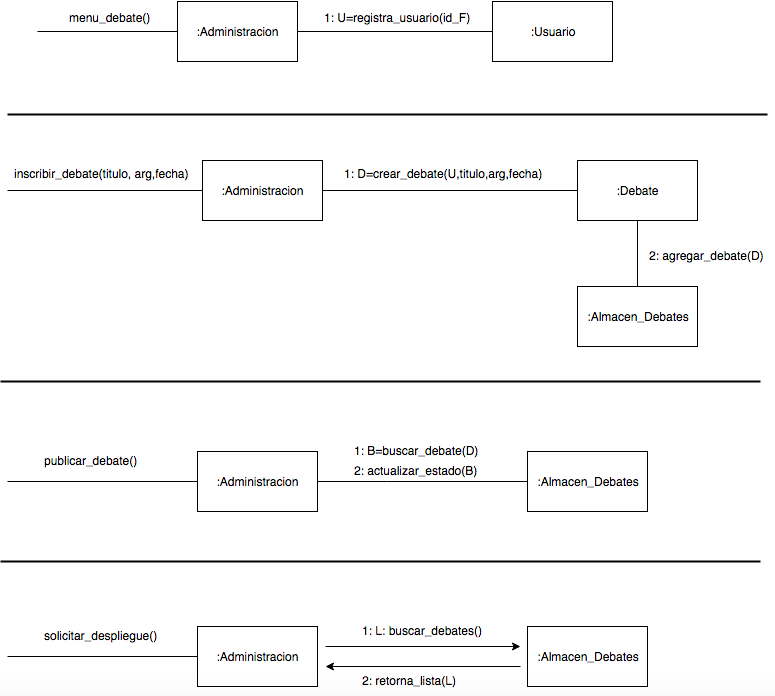 menu_debate()
:Administracion
1: U=registra_usuario(id_F)
:Usuario
inscribir_debate(titulo, arg,fecha)
:Administracion
1: D=crear_debate(U,titulo,arg,fecha)
:Debate
2: agregar_debate(D)
:Almacen_Debates
publicar_debate()
:Administracion
1: B=buscar_debate(D)
2: actualizar_estado(B)
:Almacen_Debates
solicitar_despliegue()
:Administracion
1: L: buscar_debates()
2: retorna_lista(L)
:Almacen_Debates